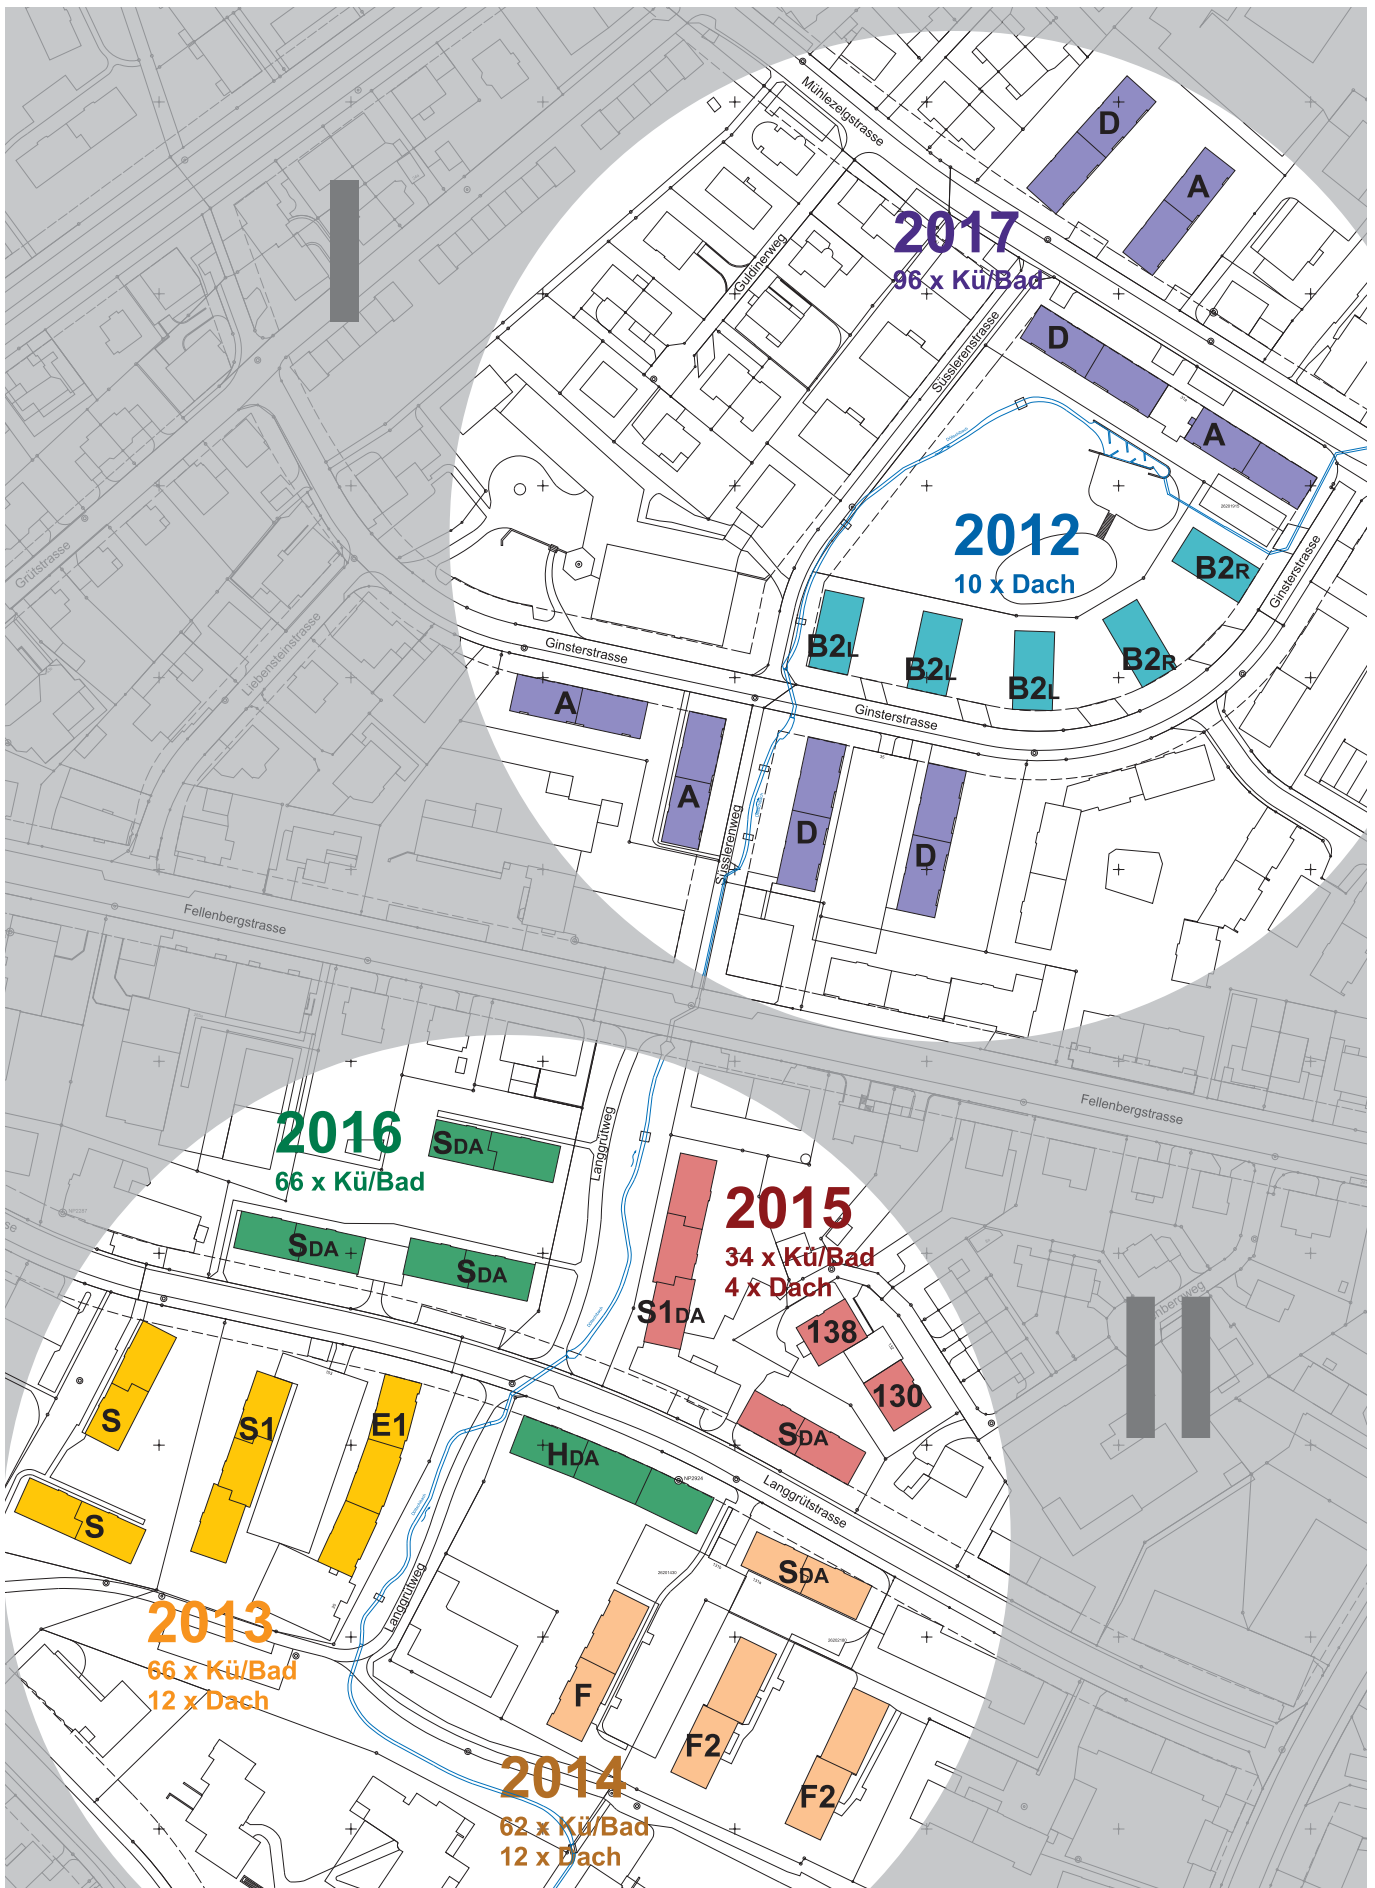 Mühlezelgstrasse
D
A
I
2017
96 x Kü/Bad
Guldinerweg
Süsslerenstrasse
D
A
Döltschibach
2012
10 x Dach
B2R
Ginsterstrasse
Grütstrasse
Liebensteinstrasse
Ginsterstrasse
B2L
B2L
B2L
B2R
A
Ginsterstrasse
A
Süsslerenweg
D
D
Fellenbergstrasse
Fellenbergstrasse
2016
66 x Kü/Bad
SDA
Langgrütweg
SDA
SDA
2015
34 x Kü/Bad
4 x Dach
S1DA
138
130
SDA
II
S
S1
E1
S
HDA
NP2924
Langgrütstrasse
SDA
Langgrütweg
2013
66 x Kü/Bad
12 x Dach
F
F2
F2
2014
62 x Kü/Bad
12 x Dach